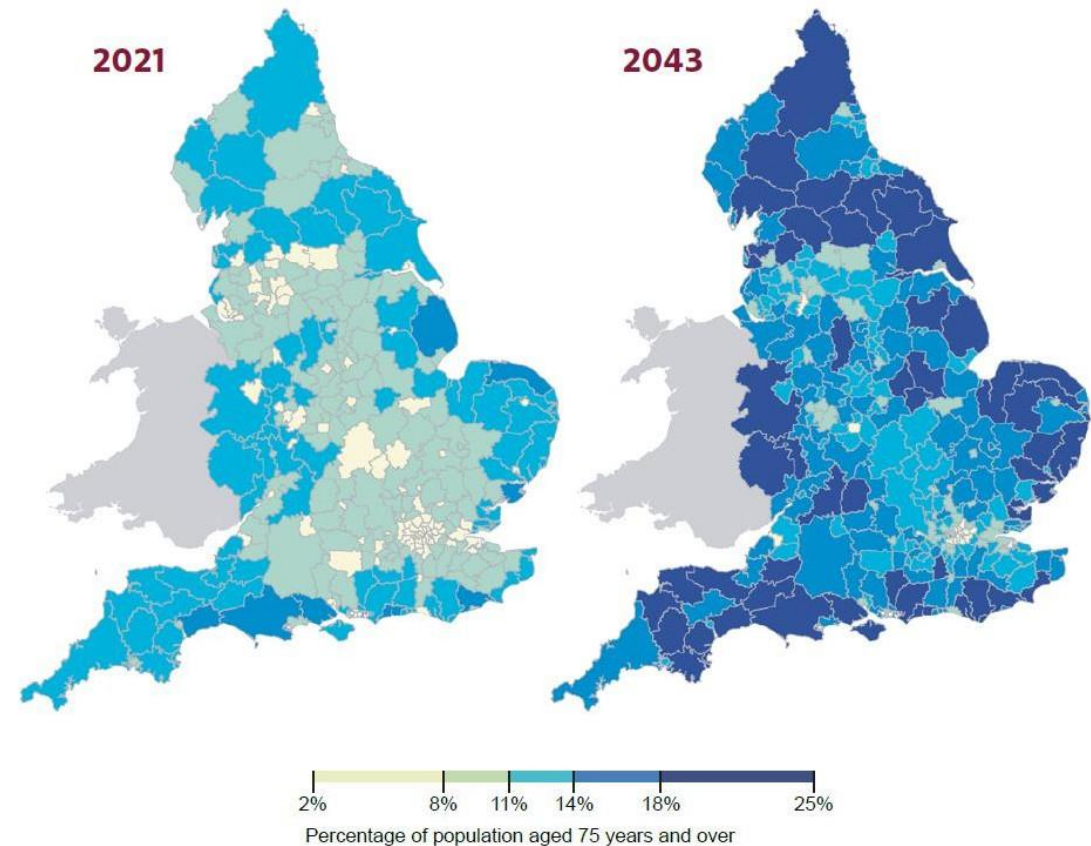 2021
2043
2% 8% 11% 14% 18% 25%
Percentage of population aged 75 years and over